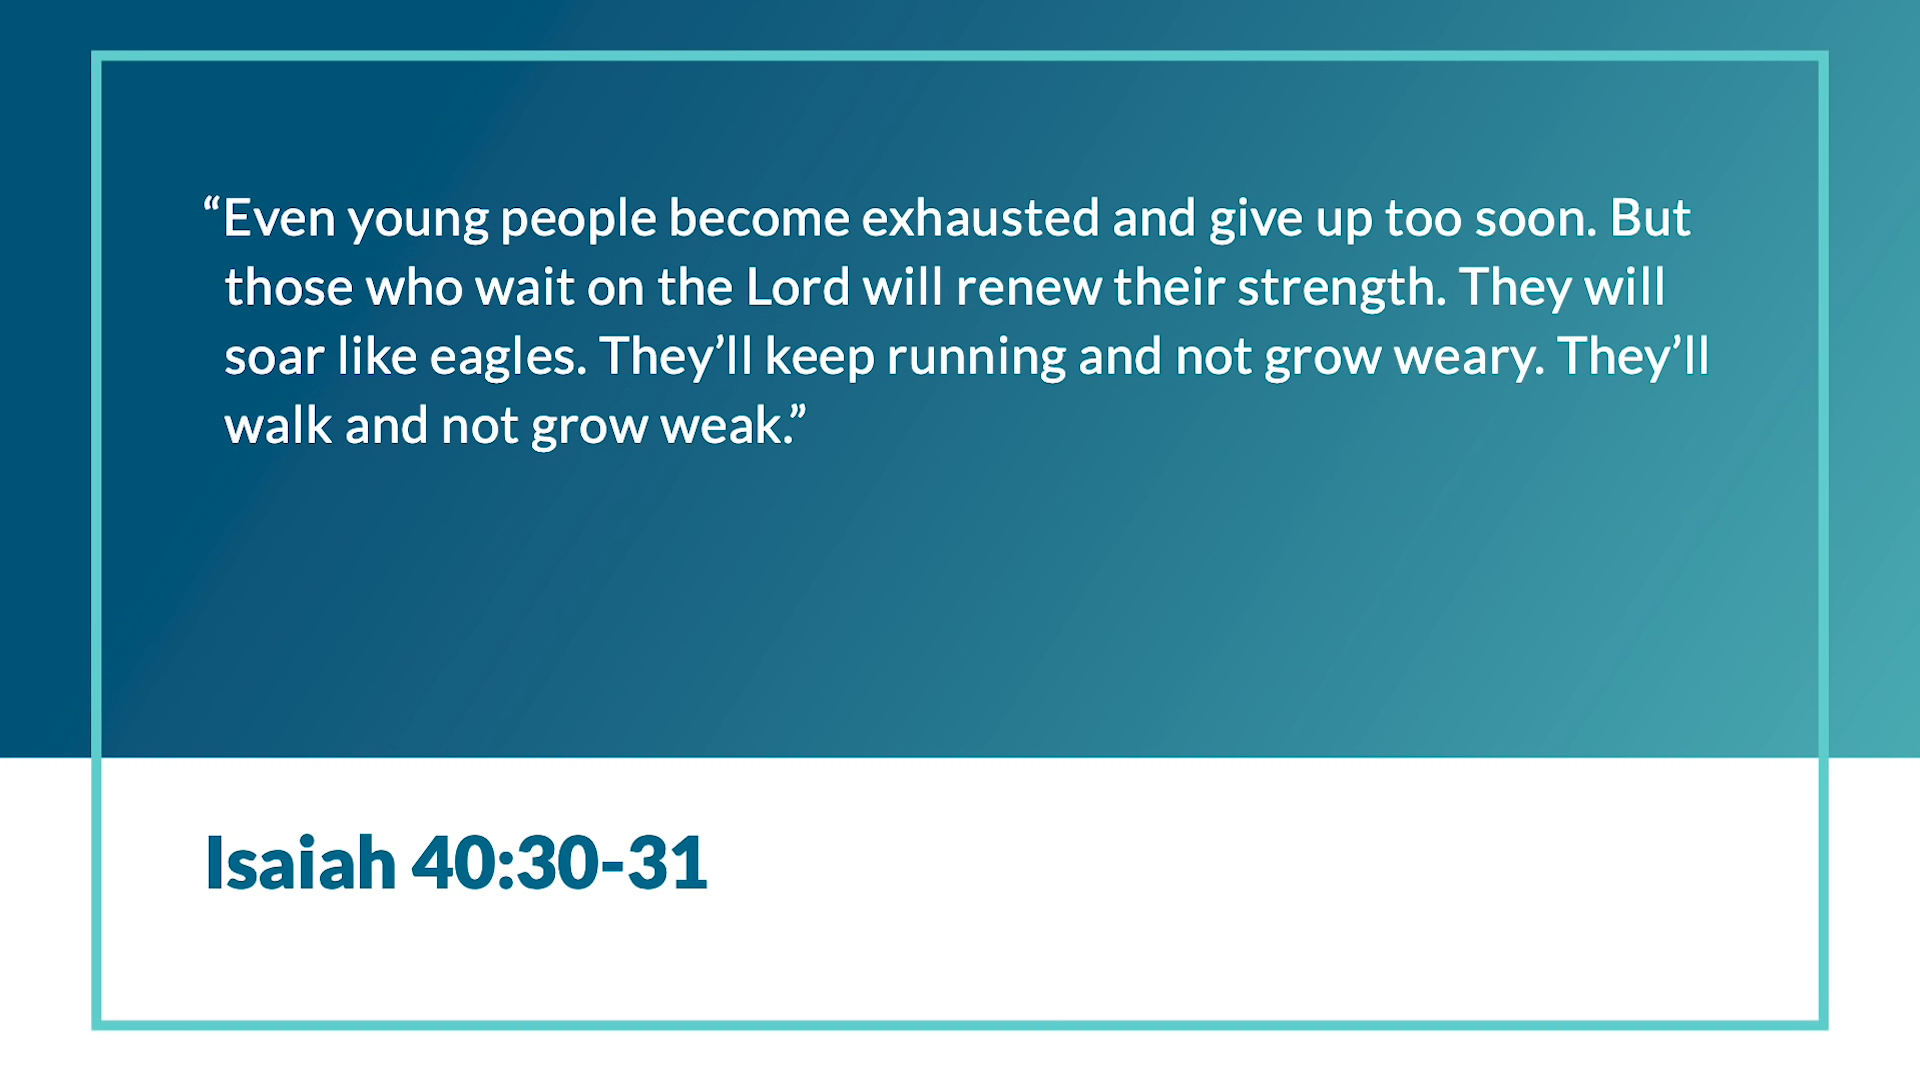 “Even young people become exhausted and give up too soon. But
those who wait on the Lord will renew their strength. They will
soar like eagles. They’ll keep running and not grow weary. They’ll
walk and not grow weak.”
Isaiah 40:30-31